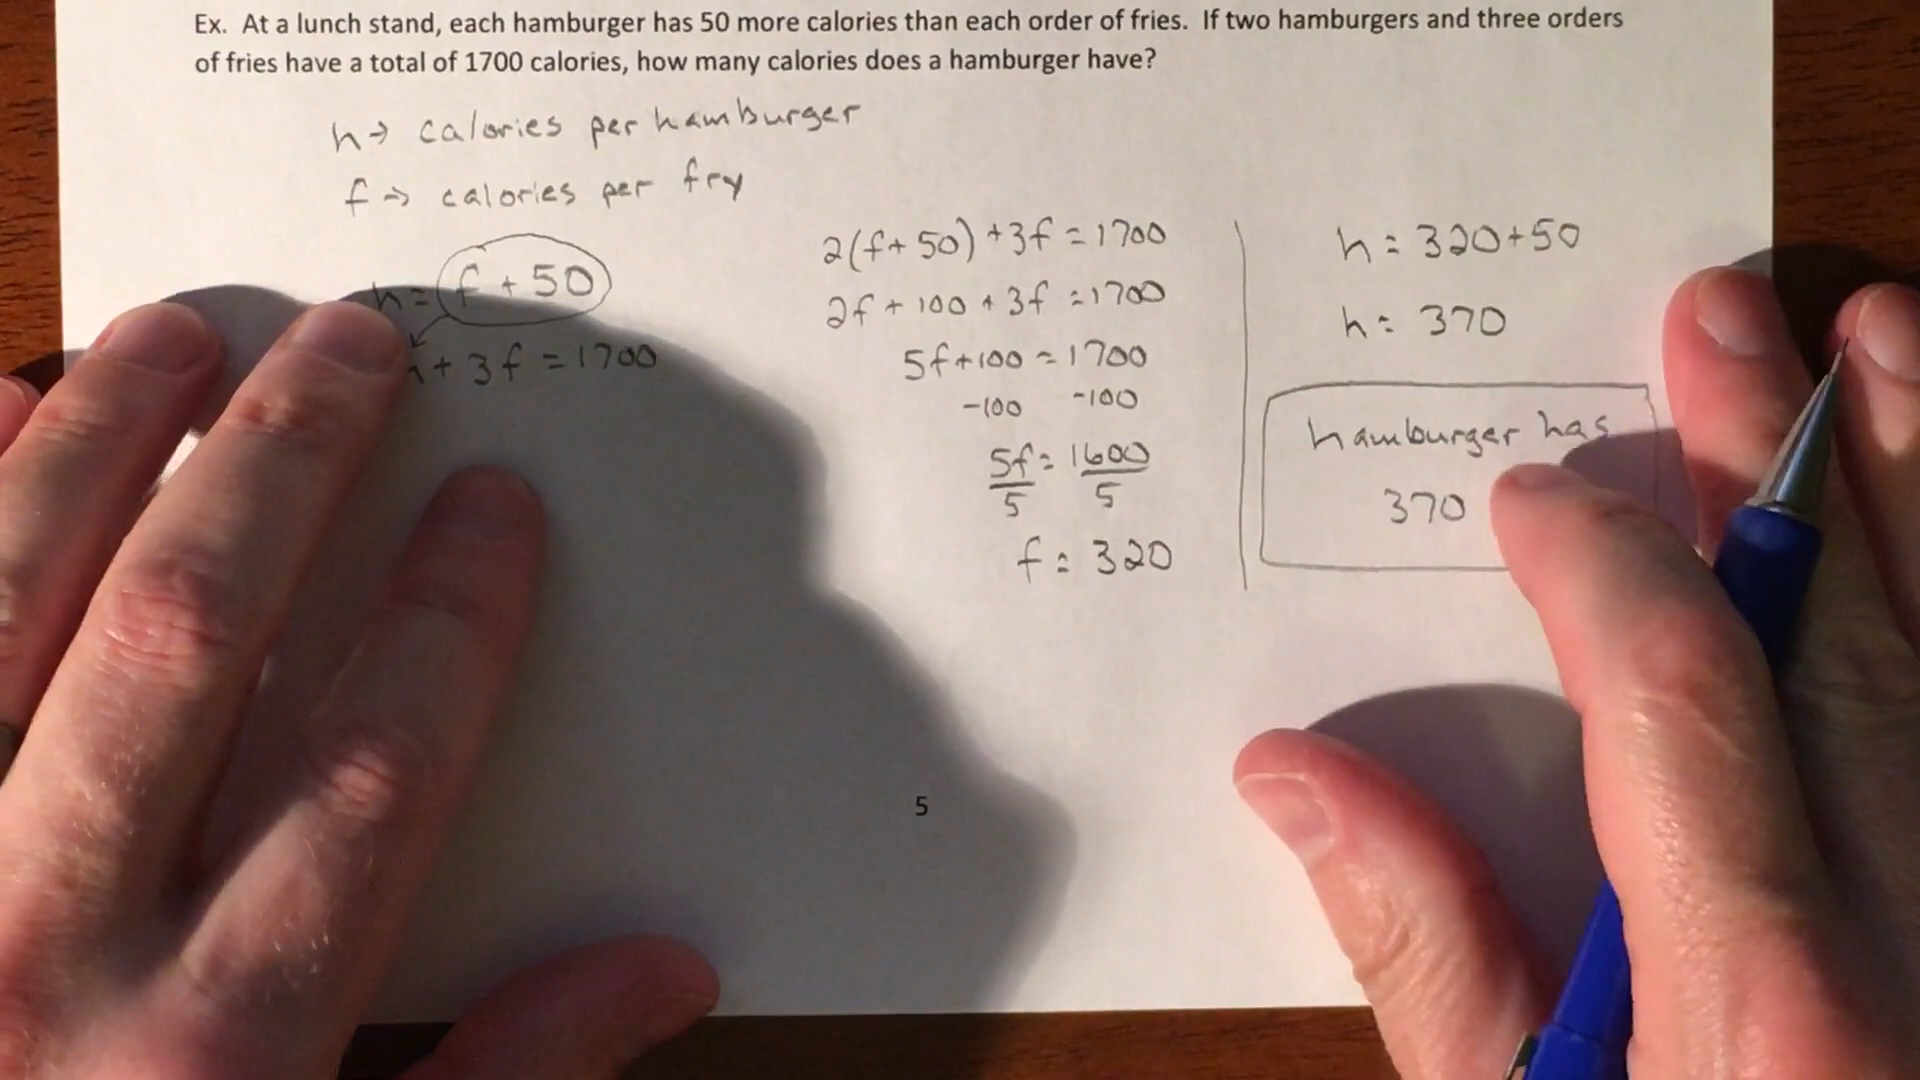 Ex. At a lunch stand, each hamburger has 50 more calories than each order of fries. If two hamburgers and three orders
of fries have a total of 1700 calories, how many calories does a hamburger have?
h → calories per hamburger
f → calories per fry
h = f + 50
+ 3f = 1700
2(f + 50) + 3f = 1700
2f + 100 + 3f = 1700
5f + 100 = 1700
-100 -100
5f = 1600
5 5
f = 320
h = 320 + 50
h = 370
hamburger has
370
5